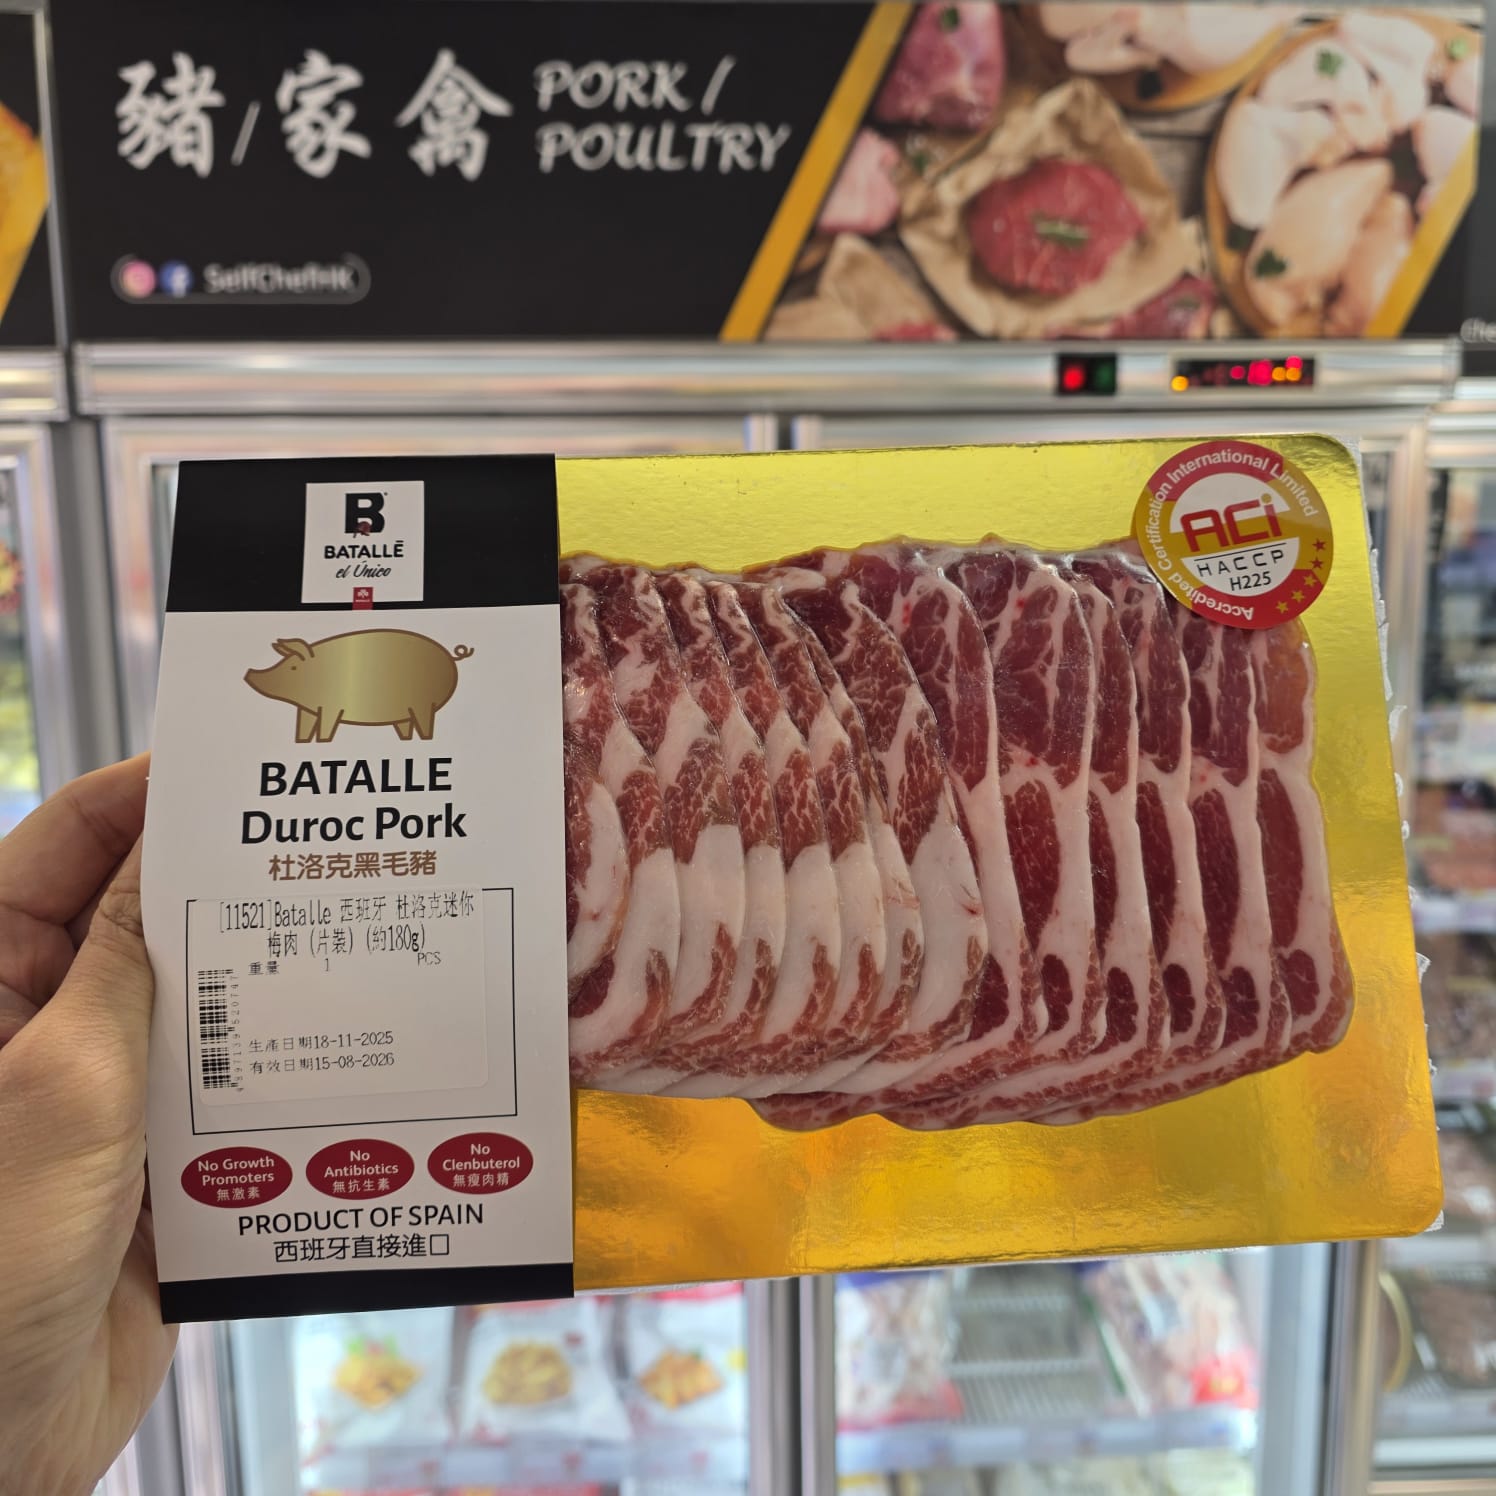 豬/家禽 PORK /
POULTRY
SelfChefHK
B
BATALLĒ
el Único
BATALLE
Duroc Pork
杜洛克黑毛豬
[11521]Batalle 西班牙 杜洛克迷你
梅肉 (片裝) (約180g)
重量 1 PCS
生產日期18-11-2025
有效日期15-08-2026
No Growth
Promoters
無激素
No
Antibiotics
無抗生素
No
Clenbuterol
無瘦肉精
PRODUCT OF SPAIN
西班牙直接進口
Accredited Certification International Limited
ACi
HACCP
H225